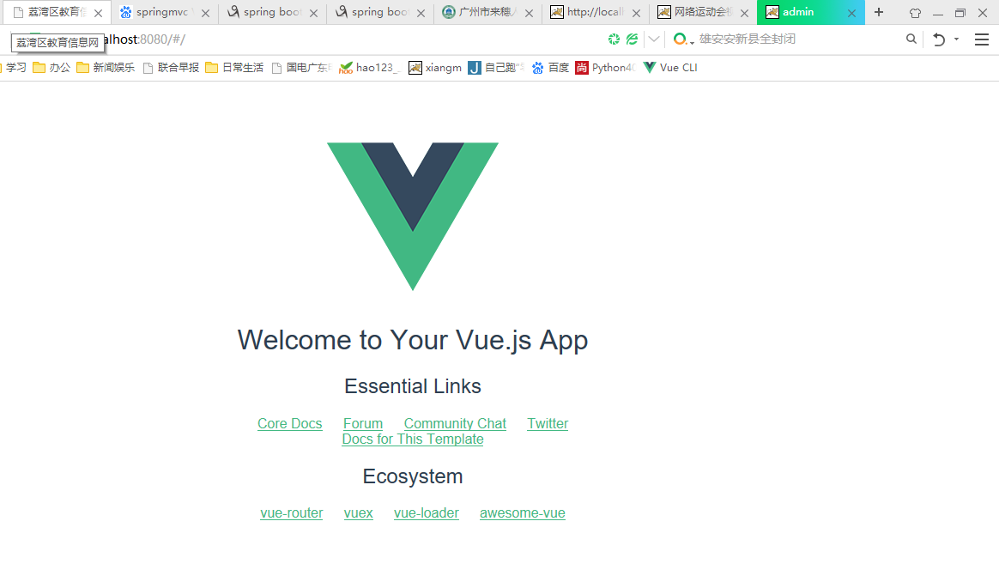 荔湾区教育信 springmvc spring boo spring boo 广州市来穗人 http://locall 网络运动会 admin
荔湾区教育信息网 alhost:8080/#/ 雄安安新县全封闭
学习 办公 新闻娱乐 联合早报 日常生活 国电广东 hao123_ xiangm 自己跑“ 百度 Python4 Vue CLI
Welcome to Your Vue.js App
Essential Links
Core Docs Forum Community Chat Twitter
Docs for This Template
Ecosystem
vue-router vuex vue-loader awesome-vue